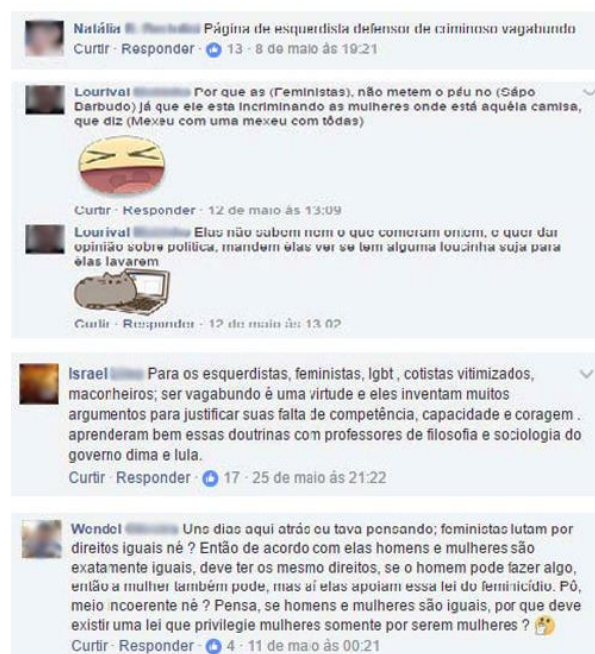 Natália Página de esquerdista defensor de criminoso vagabundo
Curtir · Responder · 13 · 8 de maio às 19:21
Lourival Por que as (Feministas), não metem o páu no (Sápo
Barbudo) já que ele esta incriminando as mulheres onde está aquéla camisa,
que diz (Mexeu com uma mexeu com tôdas)
Curtir · Responder · 12 de maio às 13:09
Lourival Elas não sabem nem o que comeram ontem, e quer dar
opinião sobre politica, mandem élas ver se tem alguma loucinha suja para
élas lavarem
Curtir · Responder · 12 de maio às 13:02
Israel Para os esquerdistas, feministas, lgbt , cotistas vitimizados,
maconheiros; ser vagabundo é uma virtude e eles inventam muitos
argumentos para justificar suas falta de competência, capacidade e coragem .
aprenderam bem essas doutrinas com professores de filosofia e sociologia do
governo dima e lula.
Curtir · Responder · 17 · 25 de maio às 21:22
Wendel Uns dias aqui atrás eu tava pensando; feministas lutam por
direitos iguais né ? Então de acordo com elas homens e mulheres são
exatamente iguais, deve ter os mesmo direitos, se o homem pode fazer algo,
então a mulher também pode, mas aí elas apoiam essa lei do feminicídio. Pô,
meio incoerente né ? Pensa, se homens e mulheres são iguais, por que deve
existir uma lei que privilegie mulheres somente por serem mulheres ?
Curtir · Responder · 4 · 11 de maio às 00:21